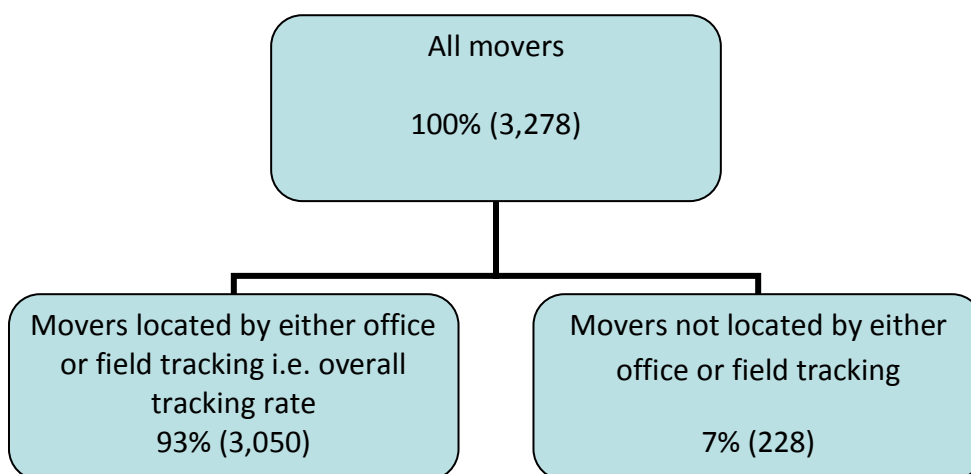 All movers
100% (3,278)
Movers located by either office
or field tracking i.e. overall
tracking rate
93% (3,050)
Movers not located by either
office or field tracking
7% (228)